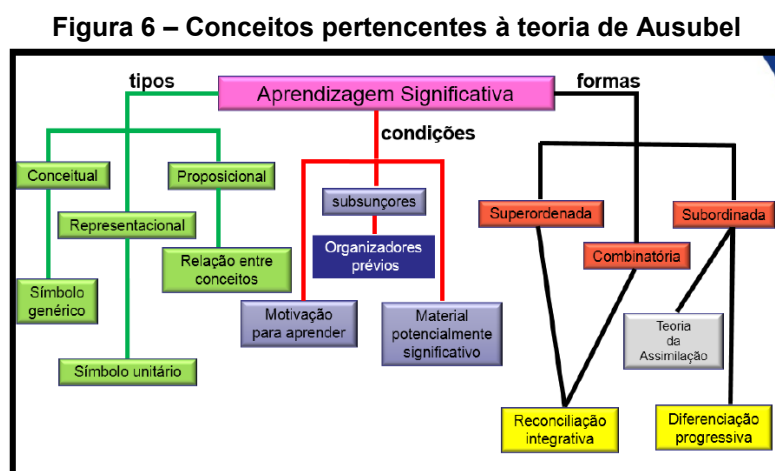 Figura 6 – Conceitos pertencentes à teoria de Ausubel
tipos
Aprendizagem Significativa
formas
condições
Conceitual
Proposicional
Representacional
Símbolo
genérico
Relação entre
conceitos
Símbolo unitário
subsunçores
Organizadores
prévios
Motivação
para aprender
Material
potencialmente
significativo
Superordenada
Subordinada
Combinatória
Teoria
da
Assimilação
Reconciliação
integrativa
Diferenciação
progressiva